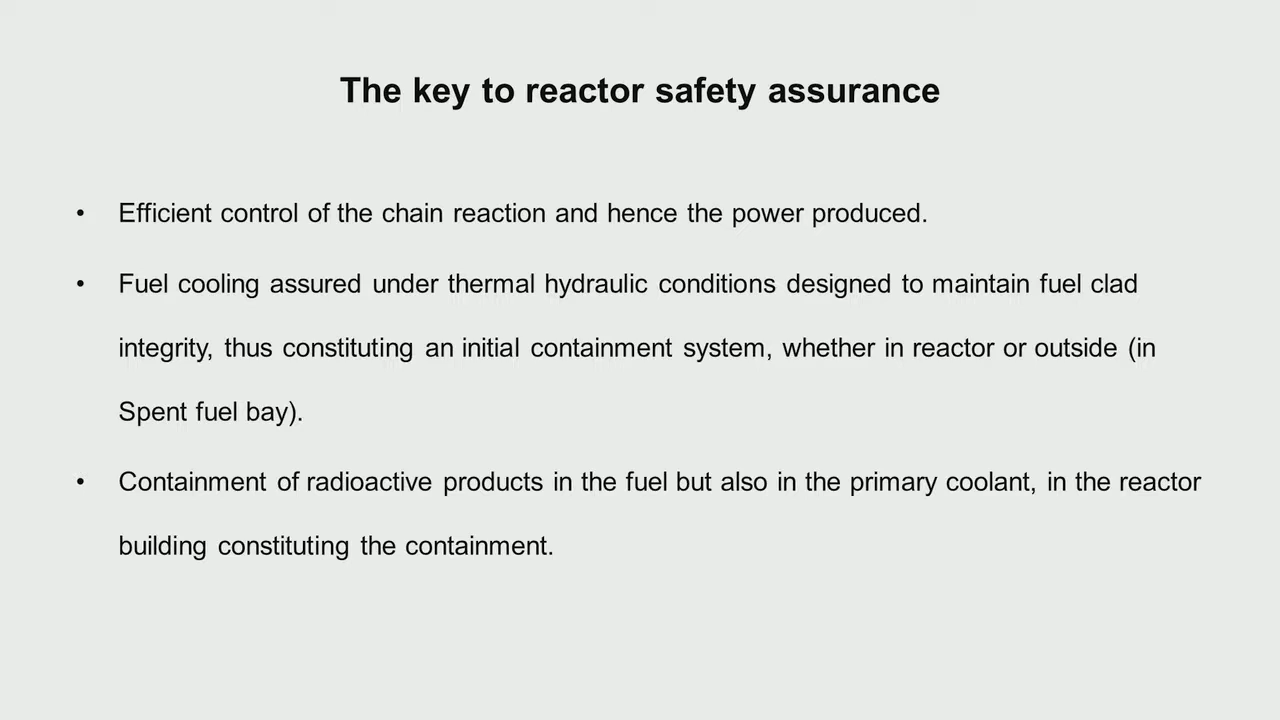 The key to reactor safety assurance
• Efficient control of the chain reaction and hence the power produced.
• Fuel cooling assured under thermal hydraulic conditions designed to maintain fuel clad
integrity, thus constituting an initial containment system, whether in reactor or outside (in
Spent fuel bay).
• Containment of radioactive products in the fuel but also in the primary coolant, in the reactor
building constituting the containment.